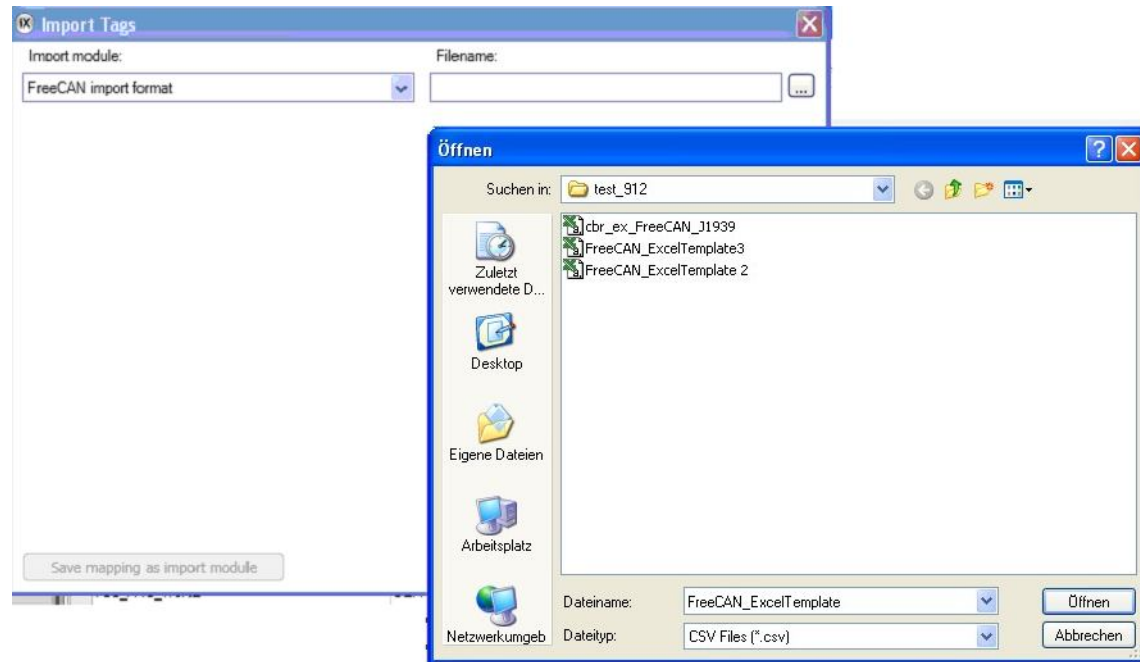 iX Import Tags
Import module:
Filename:
FreeCAN import format
...
Öffnen
Suchen in:
test_912
cbr_ex_FreeCAN_J1939
FreeCAN_ExcelTemplate3
FreeCAN_ExcelTemplate 2
Zuletzt
verwendete D...
Desktop
Eigene Dateien
Arbeitsplatz
Netzwerkumgeb
Save mapping as import module
Dateiname:
FreeCAN_ExcelTemplate
Öffnen
Dateityp:
CSV Files (*.csv)
Abbrechen